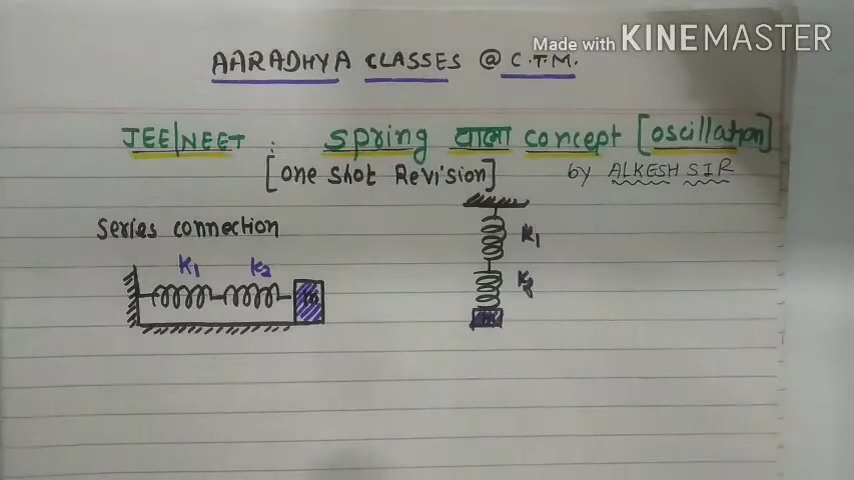 Made with KINEMASTER
AARADHYA CLASSES @ C.T.M.
JEE/NEET : spring वाला concept [oscillation]
[one shot Revision] by ALKESH SIR
Series connection
K1 K2
m
K1
K2
m